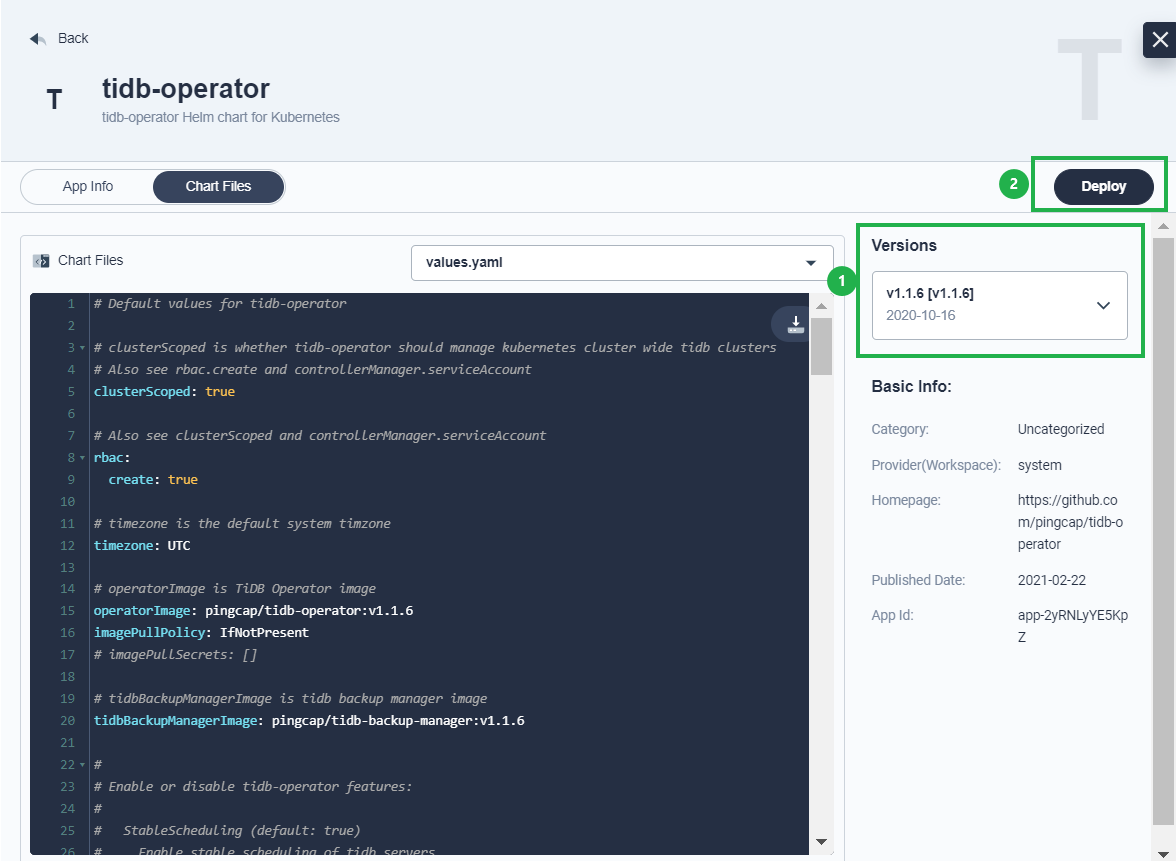 Back
T
T
tidb-operator
tidb-operator Helm chart for Kubernetes
App Info
Chart Files
2
Deploy
Chart Files
values.yaml
1 # Default values for tidb-operator
2
3 # clusterScoped is whether tidb-operator should manage kubernetes cluster wide tidb clusters
4 # Also see rbac.create and controllerManager.serviceAccount
5 clusterScoped: true
6
7 # Also see clusterScoped and controllerManager.serviceAccount
8 rbac:
9 create: true
10
11 # timezone is the default system timzone
12 timezone: UTC
13
14 # operatorImage is TiDB Operator image
15 operatorImage: pingcap/tidb-operator:v1.1.6
16 imagePullPolicy: IfNotPresent
17 # imagePullSecrets: []
18
19 # tidbBackupManagerImage is tidb backup manager image
20 tidbBackupManagerImage: pingcap/tidb-backup-manager:v1.1.6
21
22 #
23 # Enable or disable tidb-operator features:
24 #
25 # StableScheduling (default: true)
26 # Enable stable scheduling of tidb servers
1
Versions
v1.1.6 [v1.1.6]
2020-10-16
Basic Info:
Category: Uncategorized
Provider(Workspace): system
Homepage: https://github.co
m/pingcap/tidb-o
perator
Published Date: 2021-02-22
App Id: app-2yRNLyYE5Kp
Z